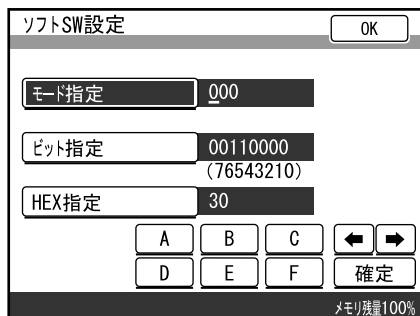 ソフトSW設定
OK
モード指定
000
ビット指定
00110000
(76543210)
HEX指定
30
A
B
C
D
E
F
確定
メモリ残量100%